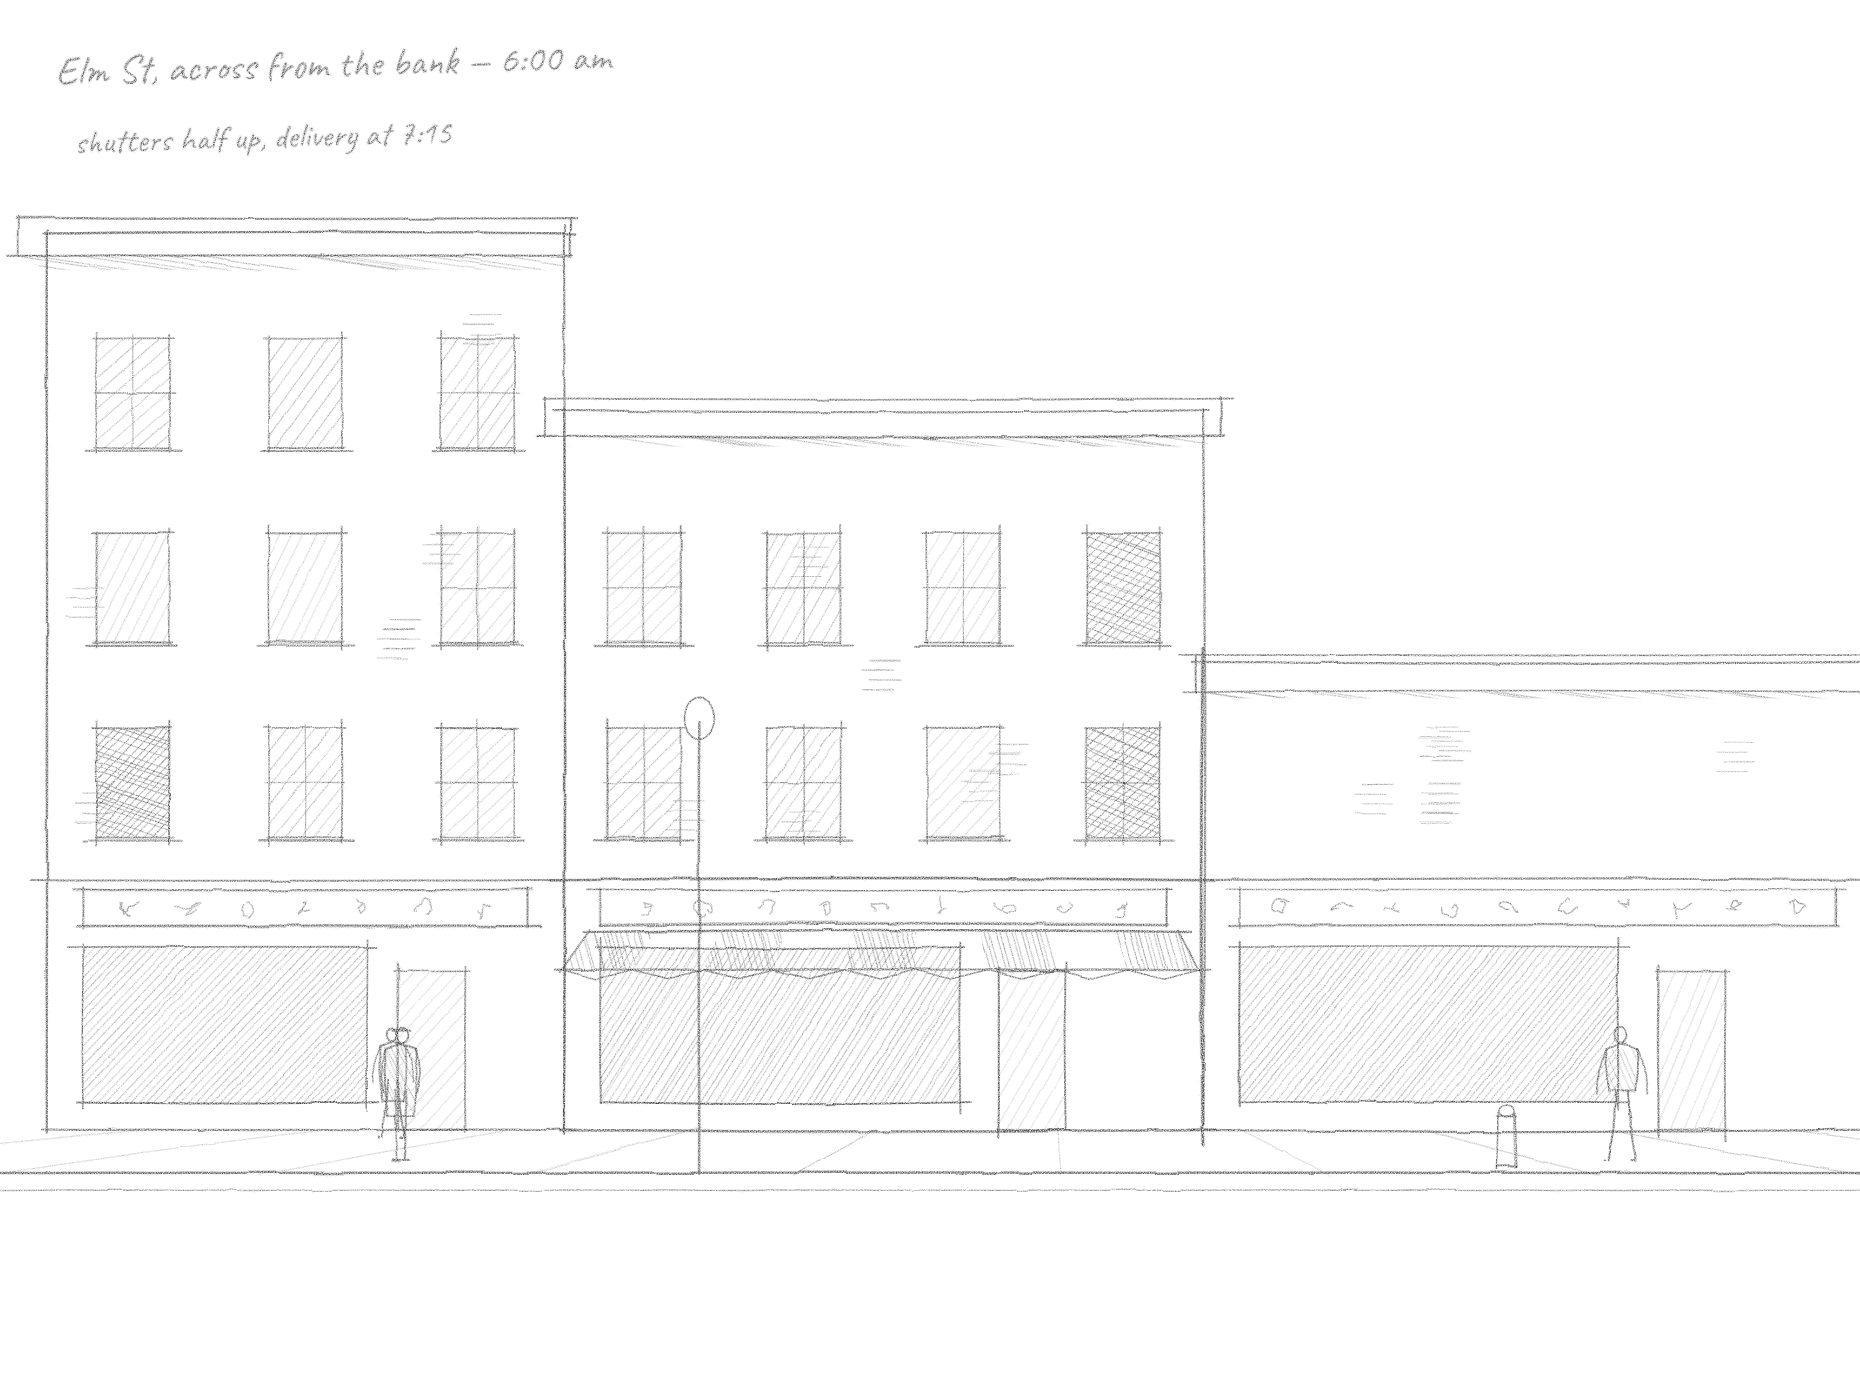 Elm St, across from the bank — 6:00 am
shutters half up, delivery at 7:15